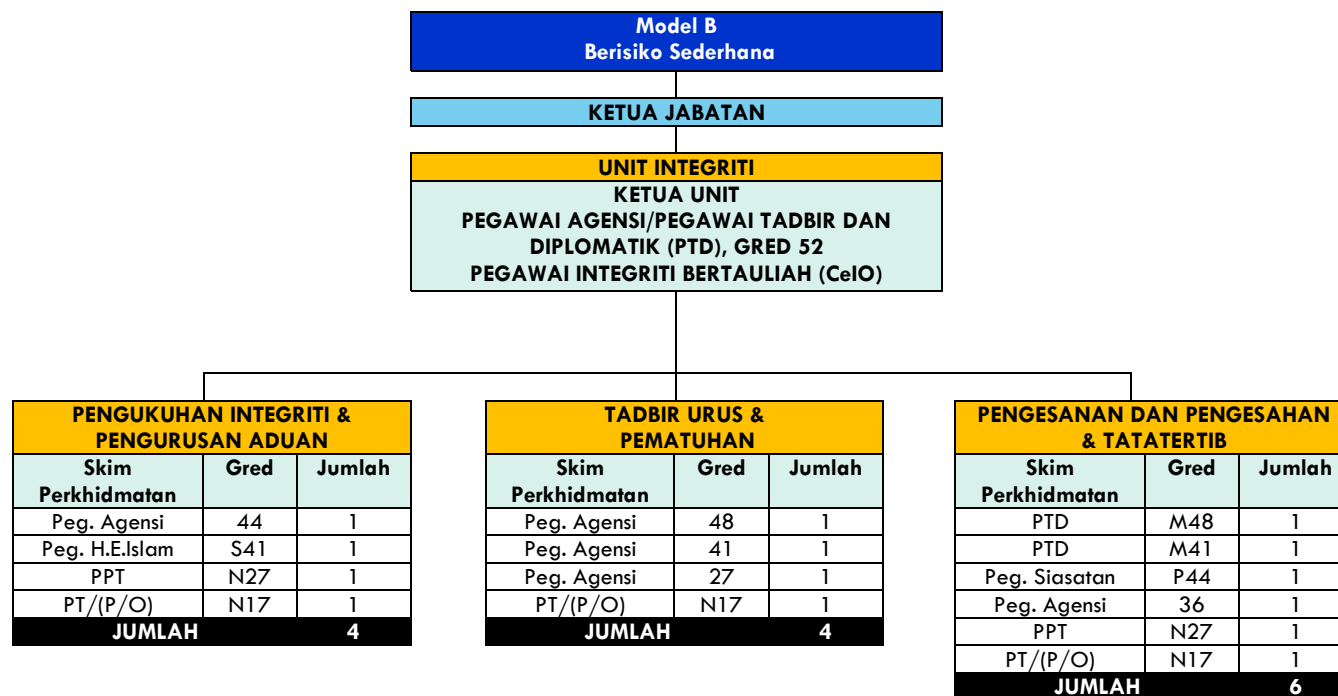 Model B
Berisiko Sederhana
KETUA JABATAN
UNIT INTEGRITI
KETUA UNIT
PEGAWAI AGENSI/PEGAWAI TADBIR DAN
DIPLOMATIK (PTD), GRED 52
PEGAWAI INTEGRITI BERTAULIAH (CeIO)
PENGUKUHAN INTEGRITI &
PENGURUSAN ADUAN
Skim Gred Jumlah
Perkhidmatan
Peg. Agensi 44 1
Peg. H.E.Islam S41 1
PPT N27 1
PT/(P/O) N17 1
JUMLAH 4
TADBIR URUS &
PEMATUHAN
Skim Gred Jumlah
Perkhidmatan
Peg. Agensi 48 1
Peg. Agensi 41 1
Peg. Agensi 27 1
PT/(P/O) N17 1
JUMLAH 4
PENGESANAN DAN PENGESAHAN
& TATATERTIB
Skim Gred Jumlah
Perkhidmatan
PTD M48 1
PTD M41 1
Peg. Siasatan P44 1
Peg. Agensi 36 1
PPT N27 1
PT/(P/O) N17 1
JUMLAH 6